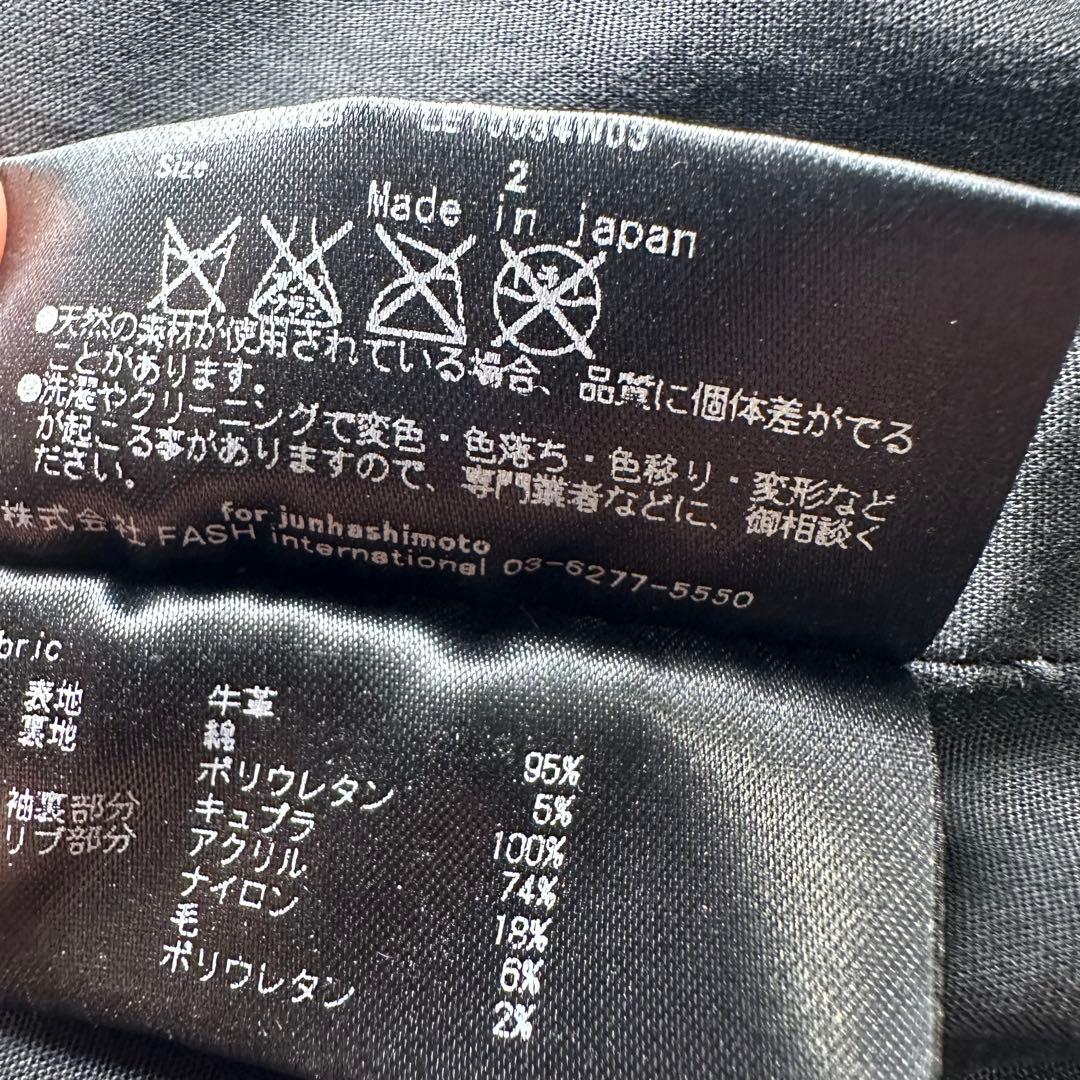 Size 2
Made in japan
●天然の素材が使用されている場合、品質に個体差がでる
ことがあります。
●洗濯やクリーニングで変色・色落ち・色移り・変形など
が起こる事がありますので、専門業者などに、御相談く
ださい。
for junhashimoto
株式会社 FASH international 03-6277-5550
bric
表地 牛革
裏地 綿 95%
ポリウレタン 5%
袖裏部分 キュプラ 100%
リブ部分 アクリル 74%
ナイロン 18%
毛 6%
ポリウレタン 2%